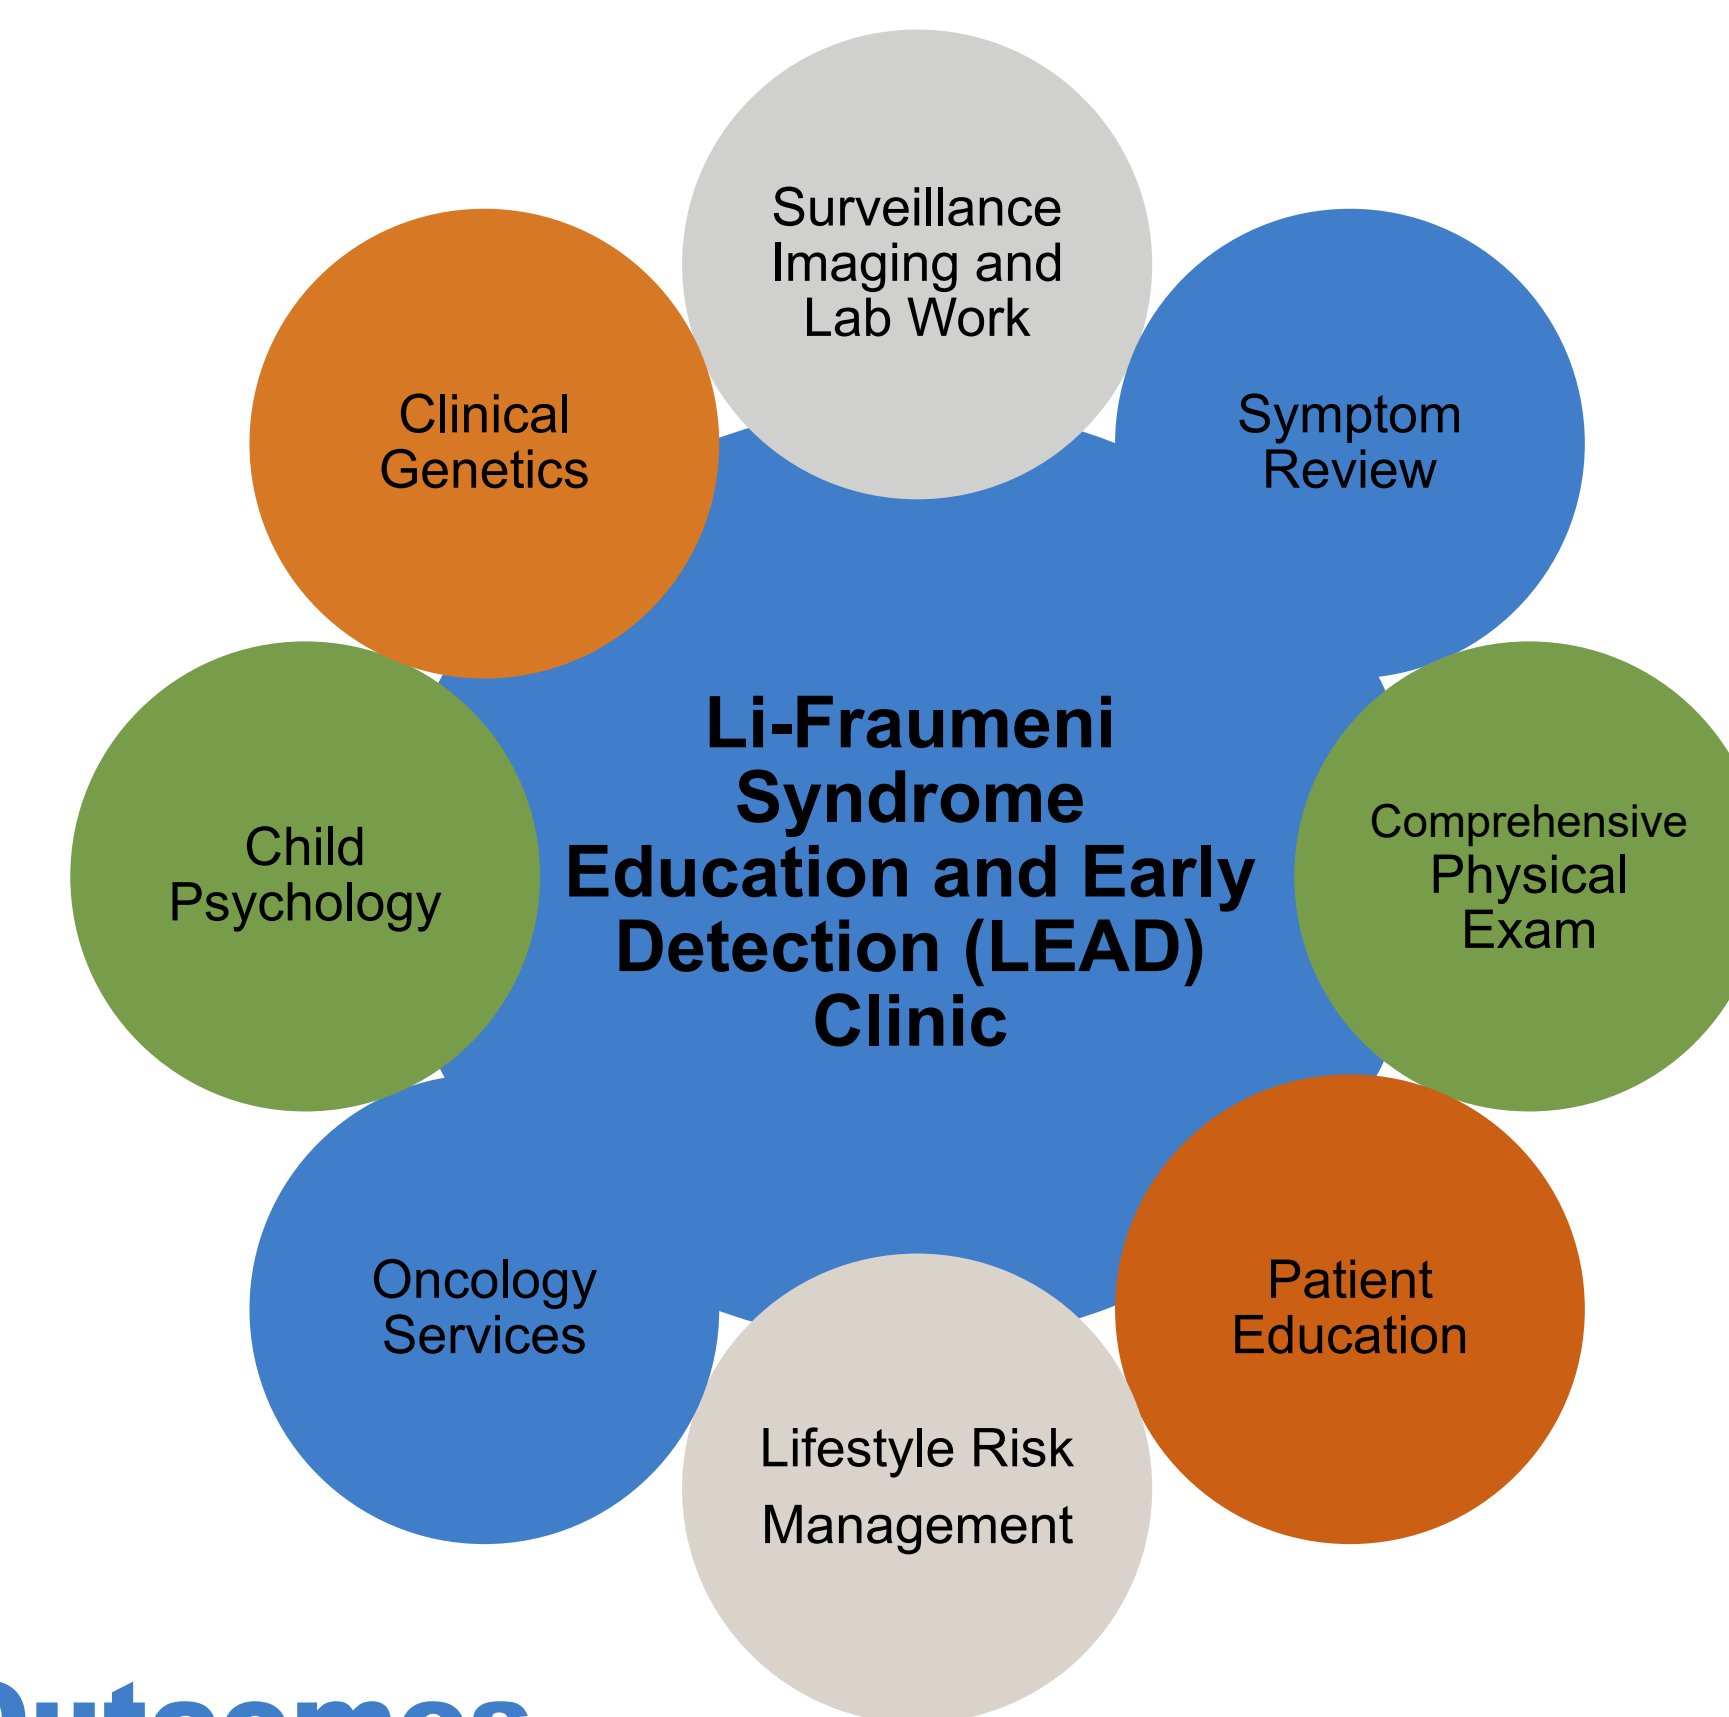 Surveillance
Imaging and
Lab Work
Symptom
Review
Comprehensive
Physical
Exam
Patient
Education
Lifestyle Risk
Management
Oncology
Services
Child
Psychology
Clinical
Genetics
Li-Fraumeni
Syndrome
Education and Early
Detection (LEAD)
Clinic
Outcomes